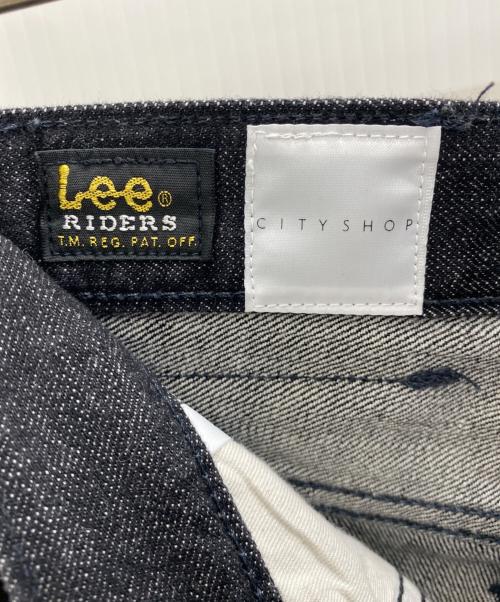 Lee®
RIDERS
T.M. REG. PAT. OFF.
CITYSHOP